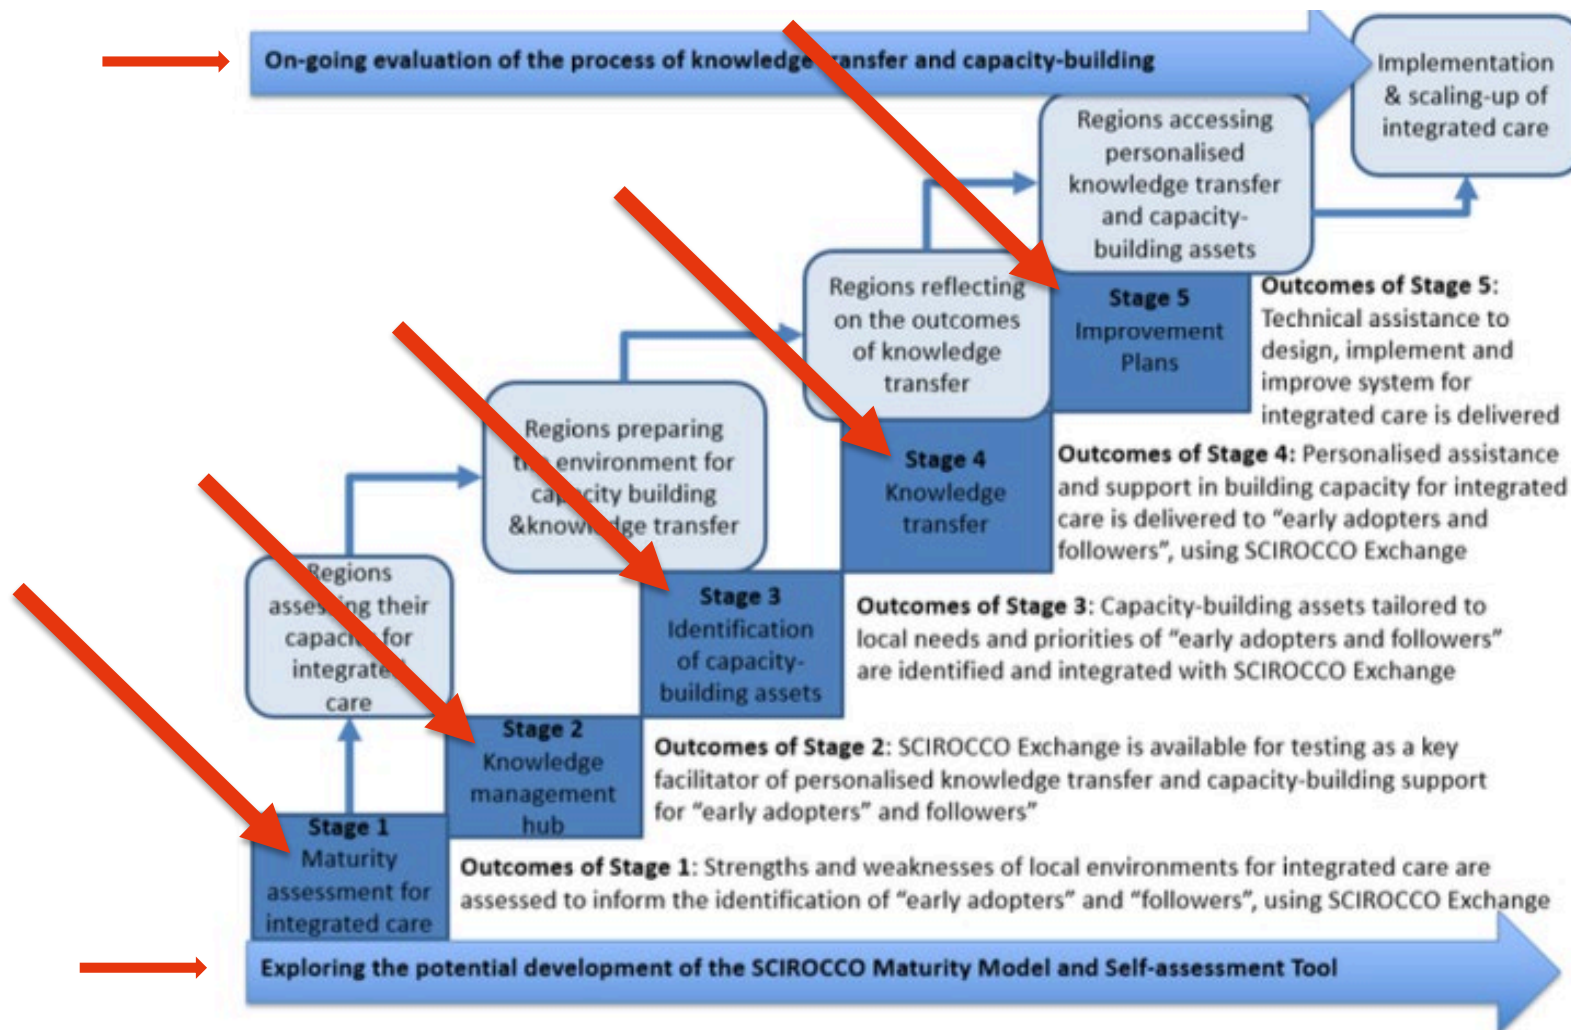 On-going evaluation of the process of knowledge transfer and capacity-building
Implementation
& scaling-up of
integrated care
Regions accessing
personalised
knowledge transfer
and capacity-
building assets
Regions reflecting
on the outcomes
of knowledge
transfer
Stage 5
Improvement
Plans
Outcomes of Stage 5:
Technical assistance to
design, implement and
improve system for
integrated care is delivered
Regions preparing
the environment for
capacity building
&knowledge transfer
Stage 4
Knowledge
transfer
Outcomes of Stage 4: Personalised assistance
and support in building capacity for integrated
care is delivered to “early adopters and
followers”, using SCIROCCO Exchange
Regions
assessing their
capacity for
integrated
care
Stage 3
Identification
of capacity-
building assets
Outcomes of Stage 3: Capacity-building assets tailored to
local needs and priorities of “early adopters and followers”
are identified and integrated with SCIROCCO Exchange
Stage 2
Knowledge
management
hub
Outcomes of Stage 2: SCIROCCO Exchange is available for testing as a key
facilitator of personalised knowledge transfer and capacity-building support
for “early adopters” and followers”
Stage 1
Maturity
assessment for
integrated care
Outcomes of Stage 1: Strengths and weaknesses of local environments for integrated care are
assessed to inform the identification of “early adopters” and “followers”, using SCIROCCO Exchange
Exploring the potential development of the SCIROCCO Maturity Model and Self-assessment Tool